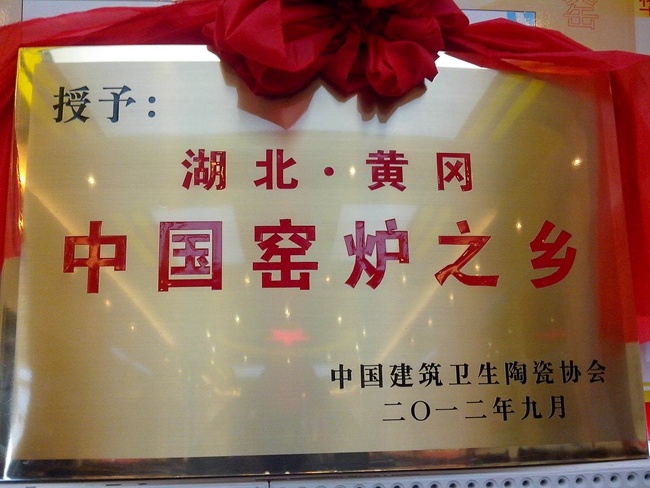 授予：
湖北·黄冈
中国窑炉之乡
中国建筑卫生陶瓷协会
二〇一二年九月